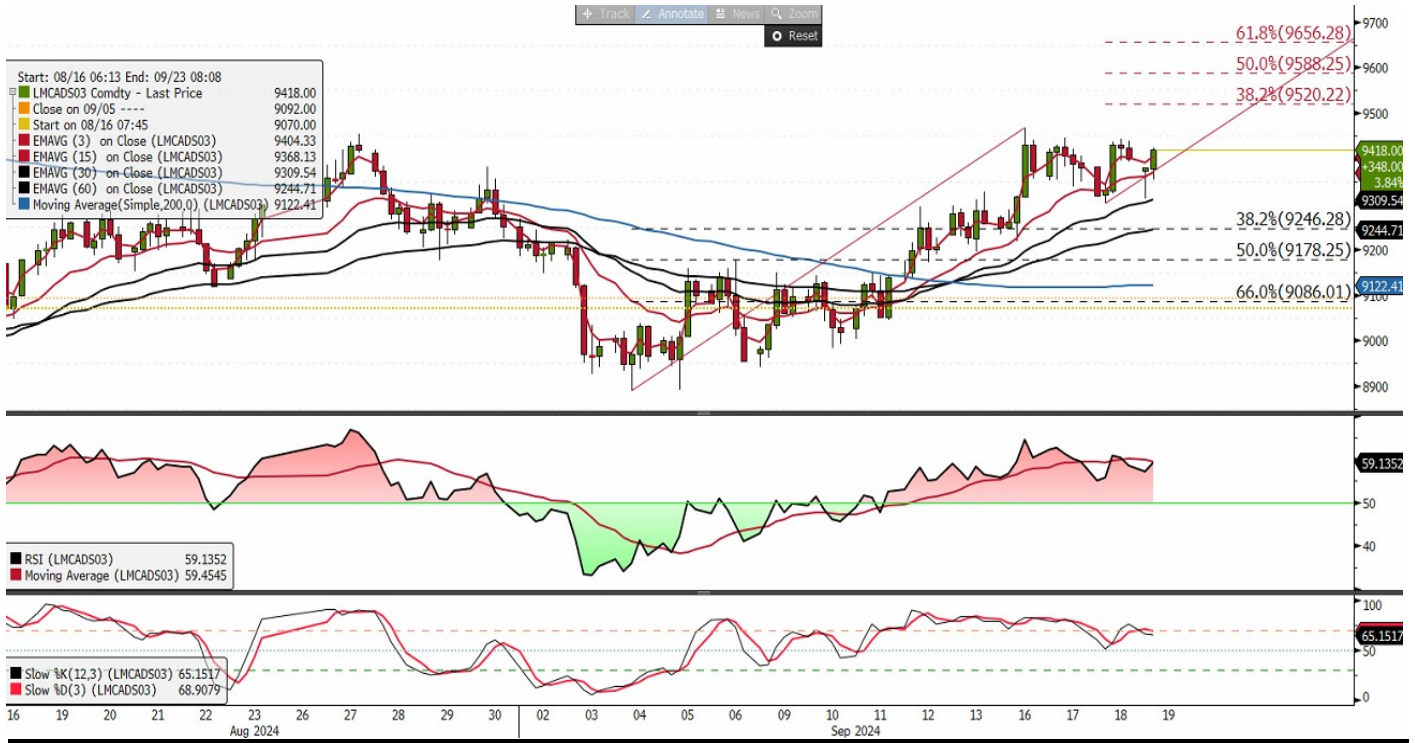 Track Annotate News Zoom
Reset
Start: 08/16 06:13 End: 09/23 08:08
LMCADS03 Comdty - Last Price 9418.00
Close on 09/05 ---- 9092.00
Start on 08/16 07:45 9070.00
EMAVG (3) on Close (LMCADS03) 9404.33
EMAVG (15) on Close (LMCADS03) 9368.13
EMAVG (30) on Close (LMCADS03) 9309.54
EMAVG (60) on Close (LMCADS03) 9244.71
Moving Average(Simple,200,0) (LMCADS03) 9122.41
61.8%(9656.28)
50.0%(9588.25)
38.2%(9520.22)
38.2%(9246.28)
50.0%(9178.25)
66.0%(9086.01)
9700
9600
9500
9418.00
+348.00
3.84%
9309.54
9244.71
9200
9122.41
9100
9000
8900
RSI (LMCADS03) 59.1352
Moving Average (LMCADS03) 59.4545
59.1352
50
40
Slow %K(12,3) (LMCADS03) 65.1517
Slow %D(3) (LMCADS03) 68.9079
100
65.1517
50
0
16 19 20 21 22 23 26 27 28 29 30 02 03 04 05 06 09 10 11 12 13 16 17 18 19
Aug 2024 Sep 2024